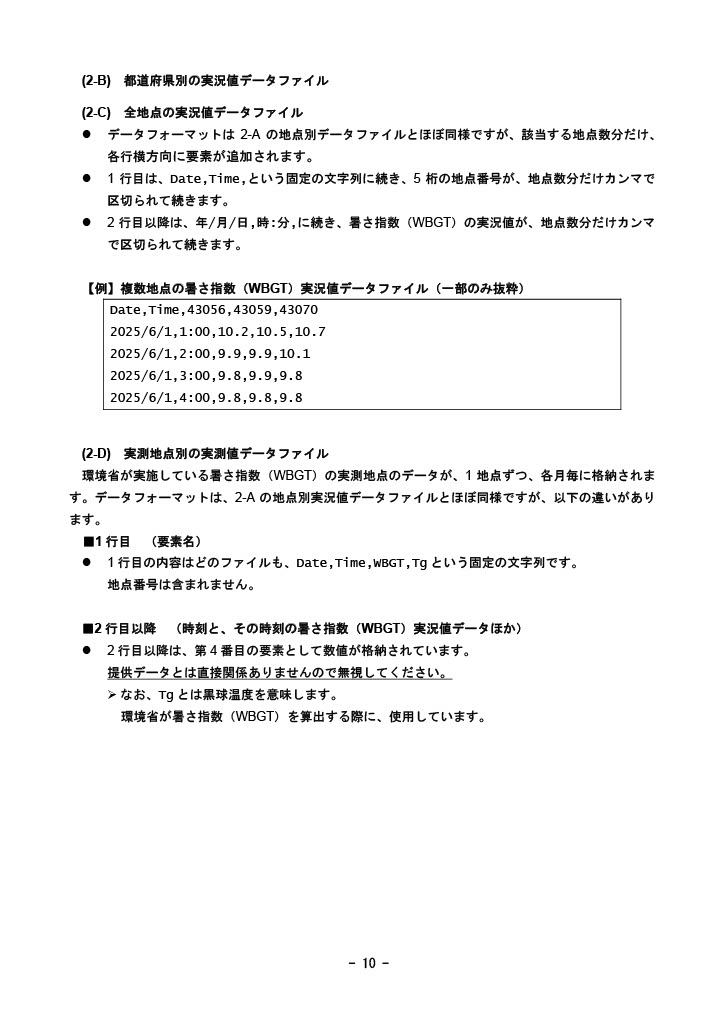 (2-B) 都道府県別の実況値データファイル
(2-C) 全地点の実況値データファイル
● データフォーマットは 2-A の地点別データファイルとほぼ同様ですが、該当する地点数分だけ、
各行横方向に要素が追加されます。
● 1 行目は、Date,Time,という固定の文字列に続き、5 桁の地点番号が、地点数分だけカンマで
区切られて続きます。
● 2 行目以降は、年/月/日,時:分,に続き、暑さ指数（WBGT）の実況値が、地点数分だけカンマ
で区切られて続きます。
【例】複数地点の暑さ指数（WBGT）実況値データファイル（一部のみ抜粋）
Date,Time,43056,43059,43070
2025/6/1,1:00,10.2,10.5,10.7
2025/6/1,2:00,9.9,9.9,10.1
2025/6/1,3:00,9.8,9.9,9.8
2025/6/1,4:00,9.8,9.8,9.8
(2-D) 実測地点別の実測値データファイル
環境省が実施している暑さ指数（WBGT）の実測地点のデータが、1 地点ずつ、各月毎に格納されま
す。データフォーマットは、2-A の地点別実況値データファイルとほぼ同様ですが、以下の違いがあり
ます。
■1 行目 （要素名）
● 1 行目の内容はどのファイルも、Date,Time,WBGT,Tg という固定の文字列です。
地点番号は含まれません。
■2 行目以降 （時刻と、その時刻の暑さ指数（WBGT）実況値データほか）
● 2 行目以降は、第 4 番目の要素として数値が格納されています。
提供データとは直接関係ありませんので無視してください。
➢ なお、Tg とは黒球温度を意味します。
環境省が暑さ指数（WBGT）を算出する際に、使用しています。
- 10 -